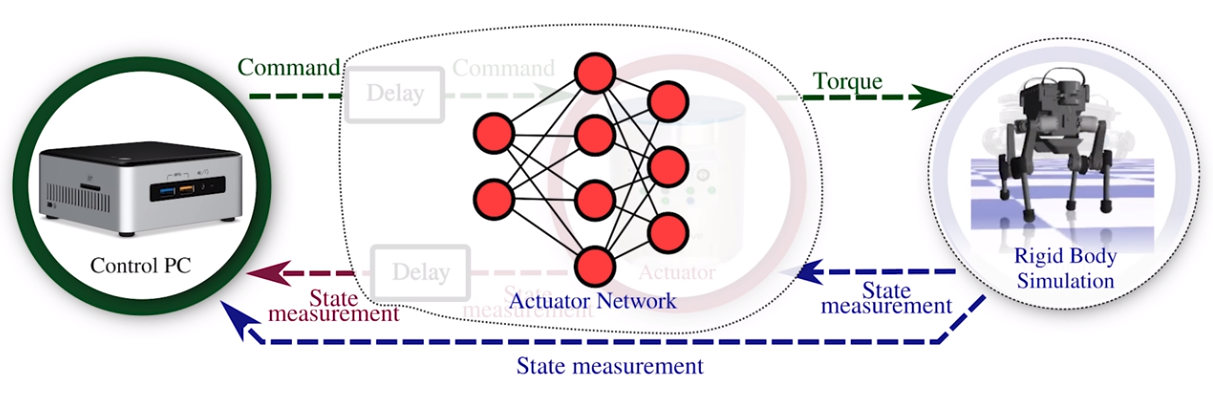 Command
Delay
Command
Torque
Control PC
Delay
Actuator
Rigid Body
Simulation
State
measurement
State
measurement
Actuator Network
State
measurement
State measurement